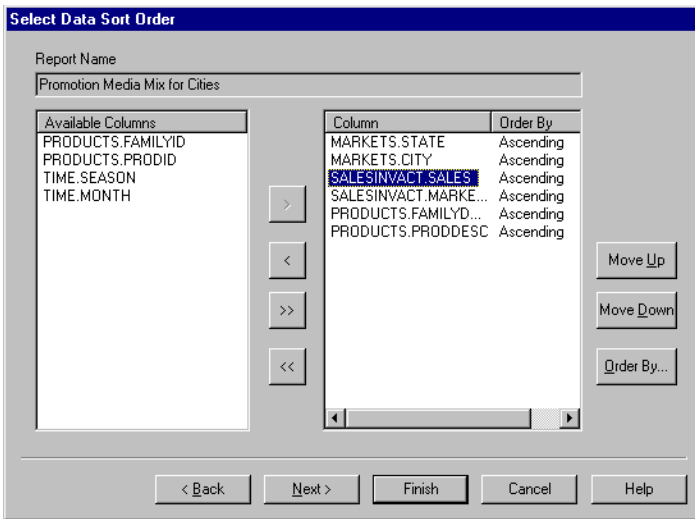 Select Data Sort Order
Report Name
Promotion Media Mix for Cities
Available Columns
PRODUCTS.FAMILYID
PRODUCTS.PRODID
TIME.SEASON
TIME.MONTH
>
<
>>
<<
Column Order By
MARKETS.STATE Ascending
MARKETS.CITY Ascending
SALESINVACT.SALES Ascending
SALESINVACT.MARKE... Ascending
PRODUCTS.FAMILYD... Ascending
PRODUCTS.PRODDESC Ascending
Move Up
Move Down
Order By...
< Back Next > Finish Cancel Help